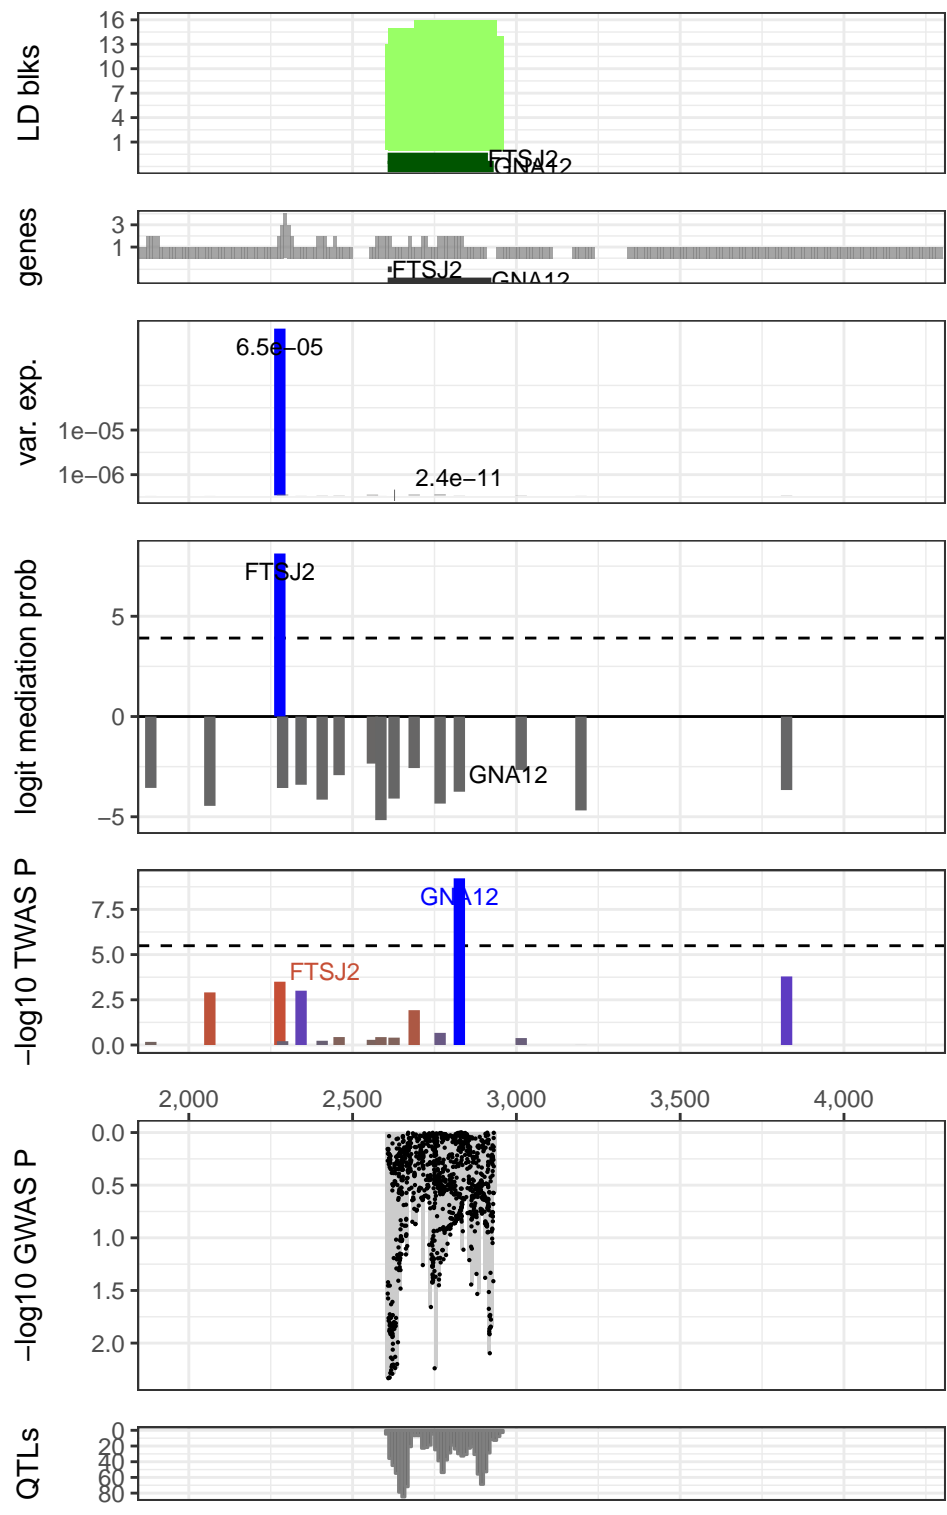 LD blks
16
13
10
7
4
1
FTSJ2
GNA12
genes
3
1
FTSJ2
GNA12
var. exp.
1e−05
1e−06
6.5e−05
2.4e−11
logit mediation prob
5
0
−5
FTSJ2
GNA12
−log10 TWAS P
7.5
5.0
2.5
0.0
GNA12
FTSJ2
2,000 2,500 3,000 3,500 4,000
−log10 GWAS P
0.0
0.5
1.0
1.5
2.0
QTLs
0
20
40
60
80